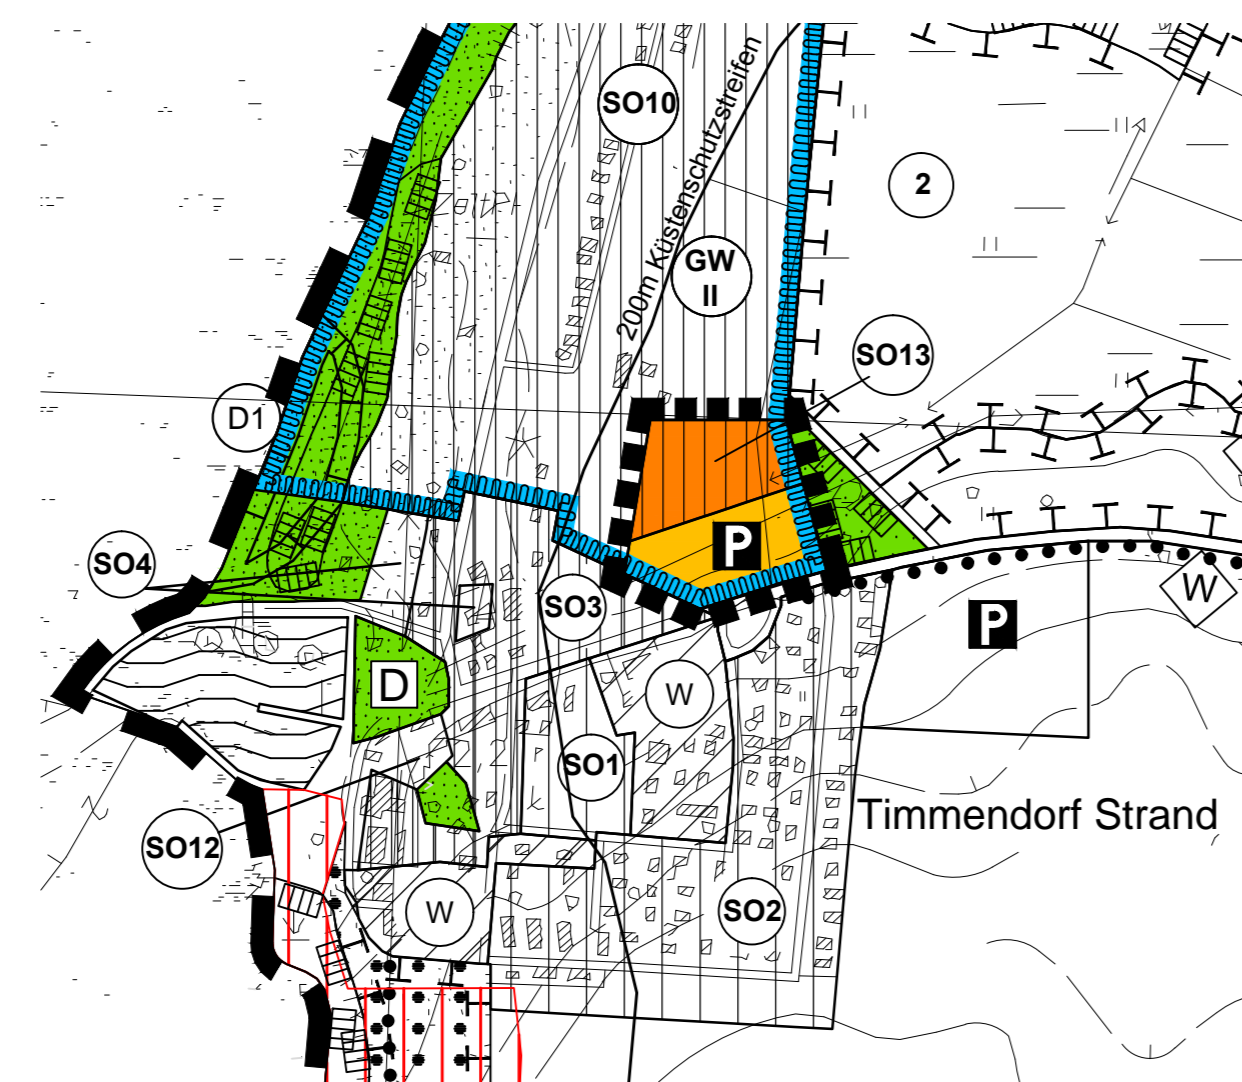 SO10
200m Küstenschutzstreifen
2
GW
II
SO13
D1
P
SO4
SO3
W
P
D
W
SO1
Timmendorf Strand
SO12
W
SO2